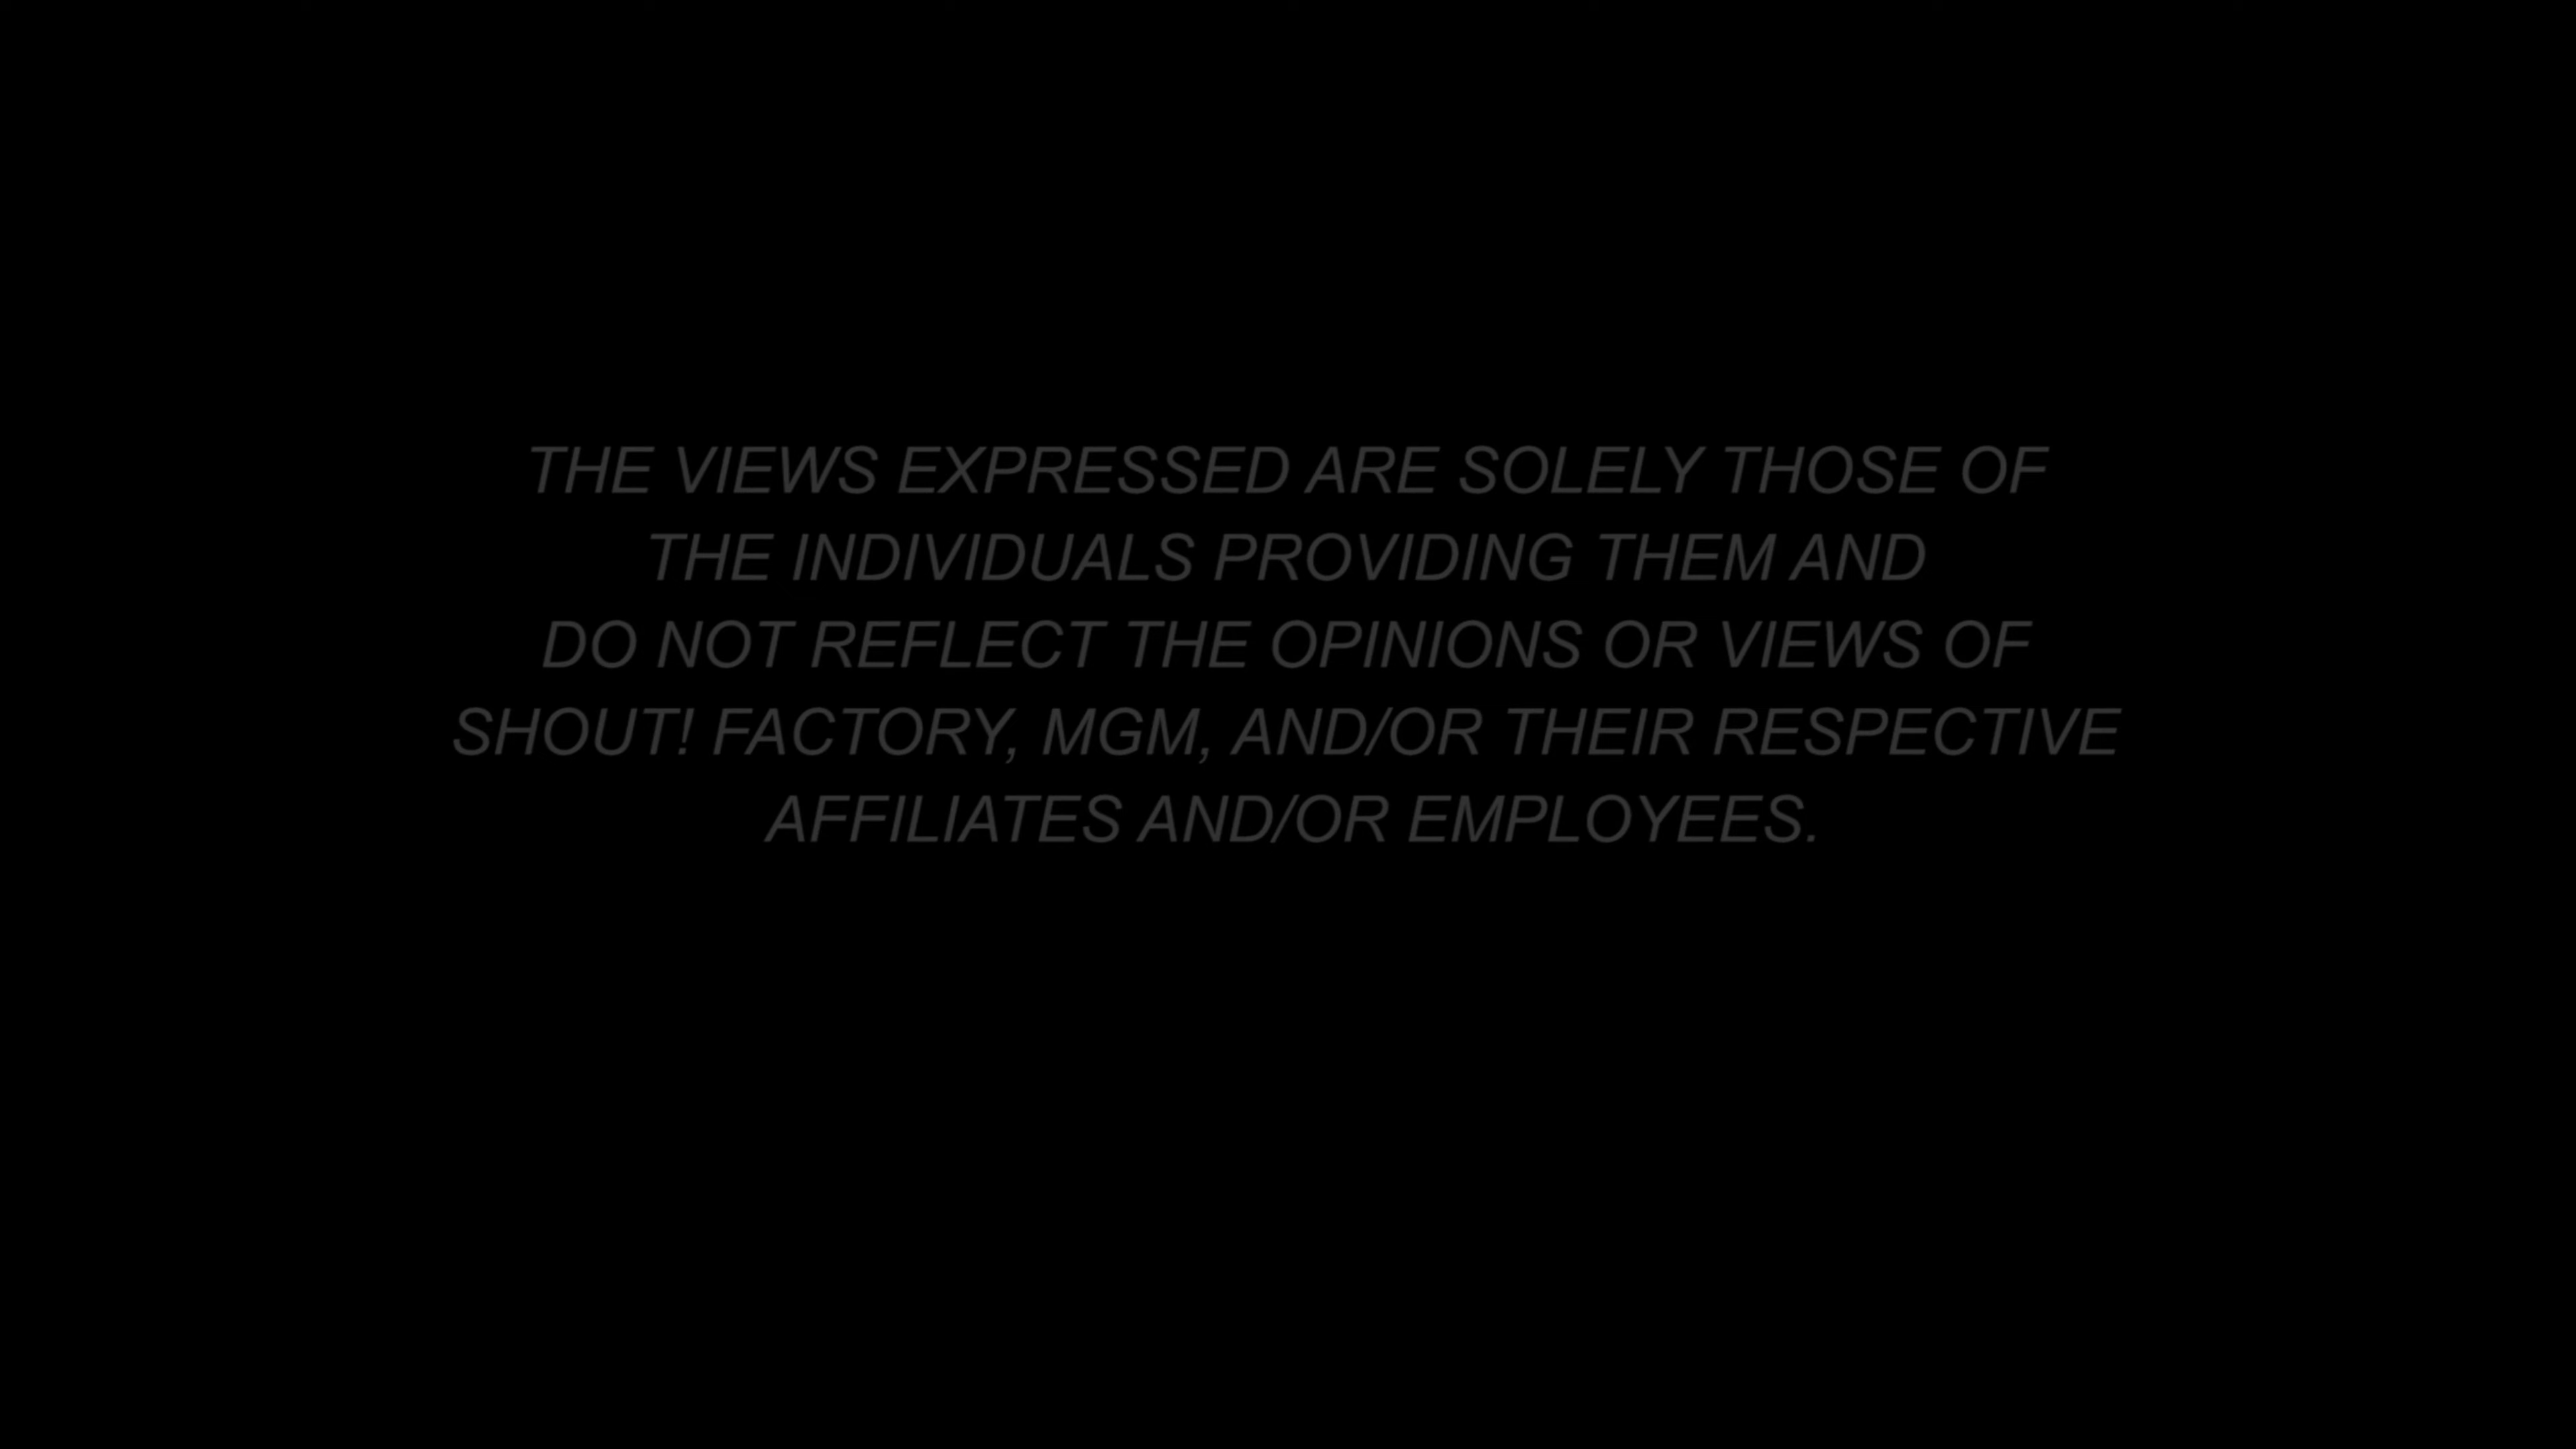 THE VIEWS EXPRESSED ARE SOLELY THOSE OF
THE INDIVIDUALS PROVIDING THEM AND
DO NOT REFLECT THE OPINIONS OR VIEWS OF
SHOUT! FACTORY, MGM, AND/OR THEIR RESPECTIVE
AFFILIATES AND/OR EMPLOYEES.